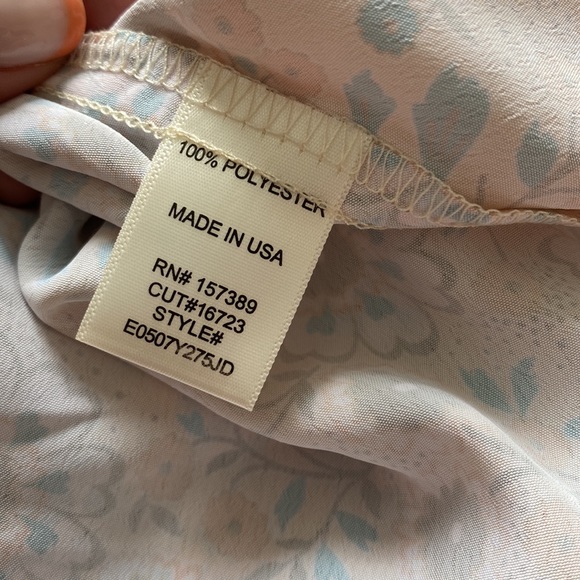 100% POLYESTER
MADE IN USA
RN# 157389
CUT#16723
STYLE#
E0507Y275JD